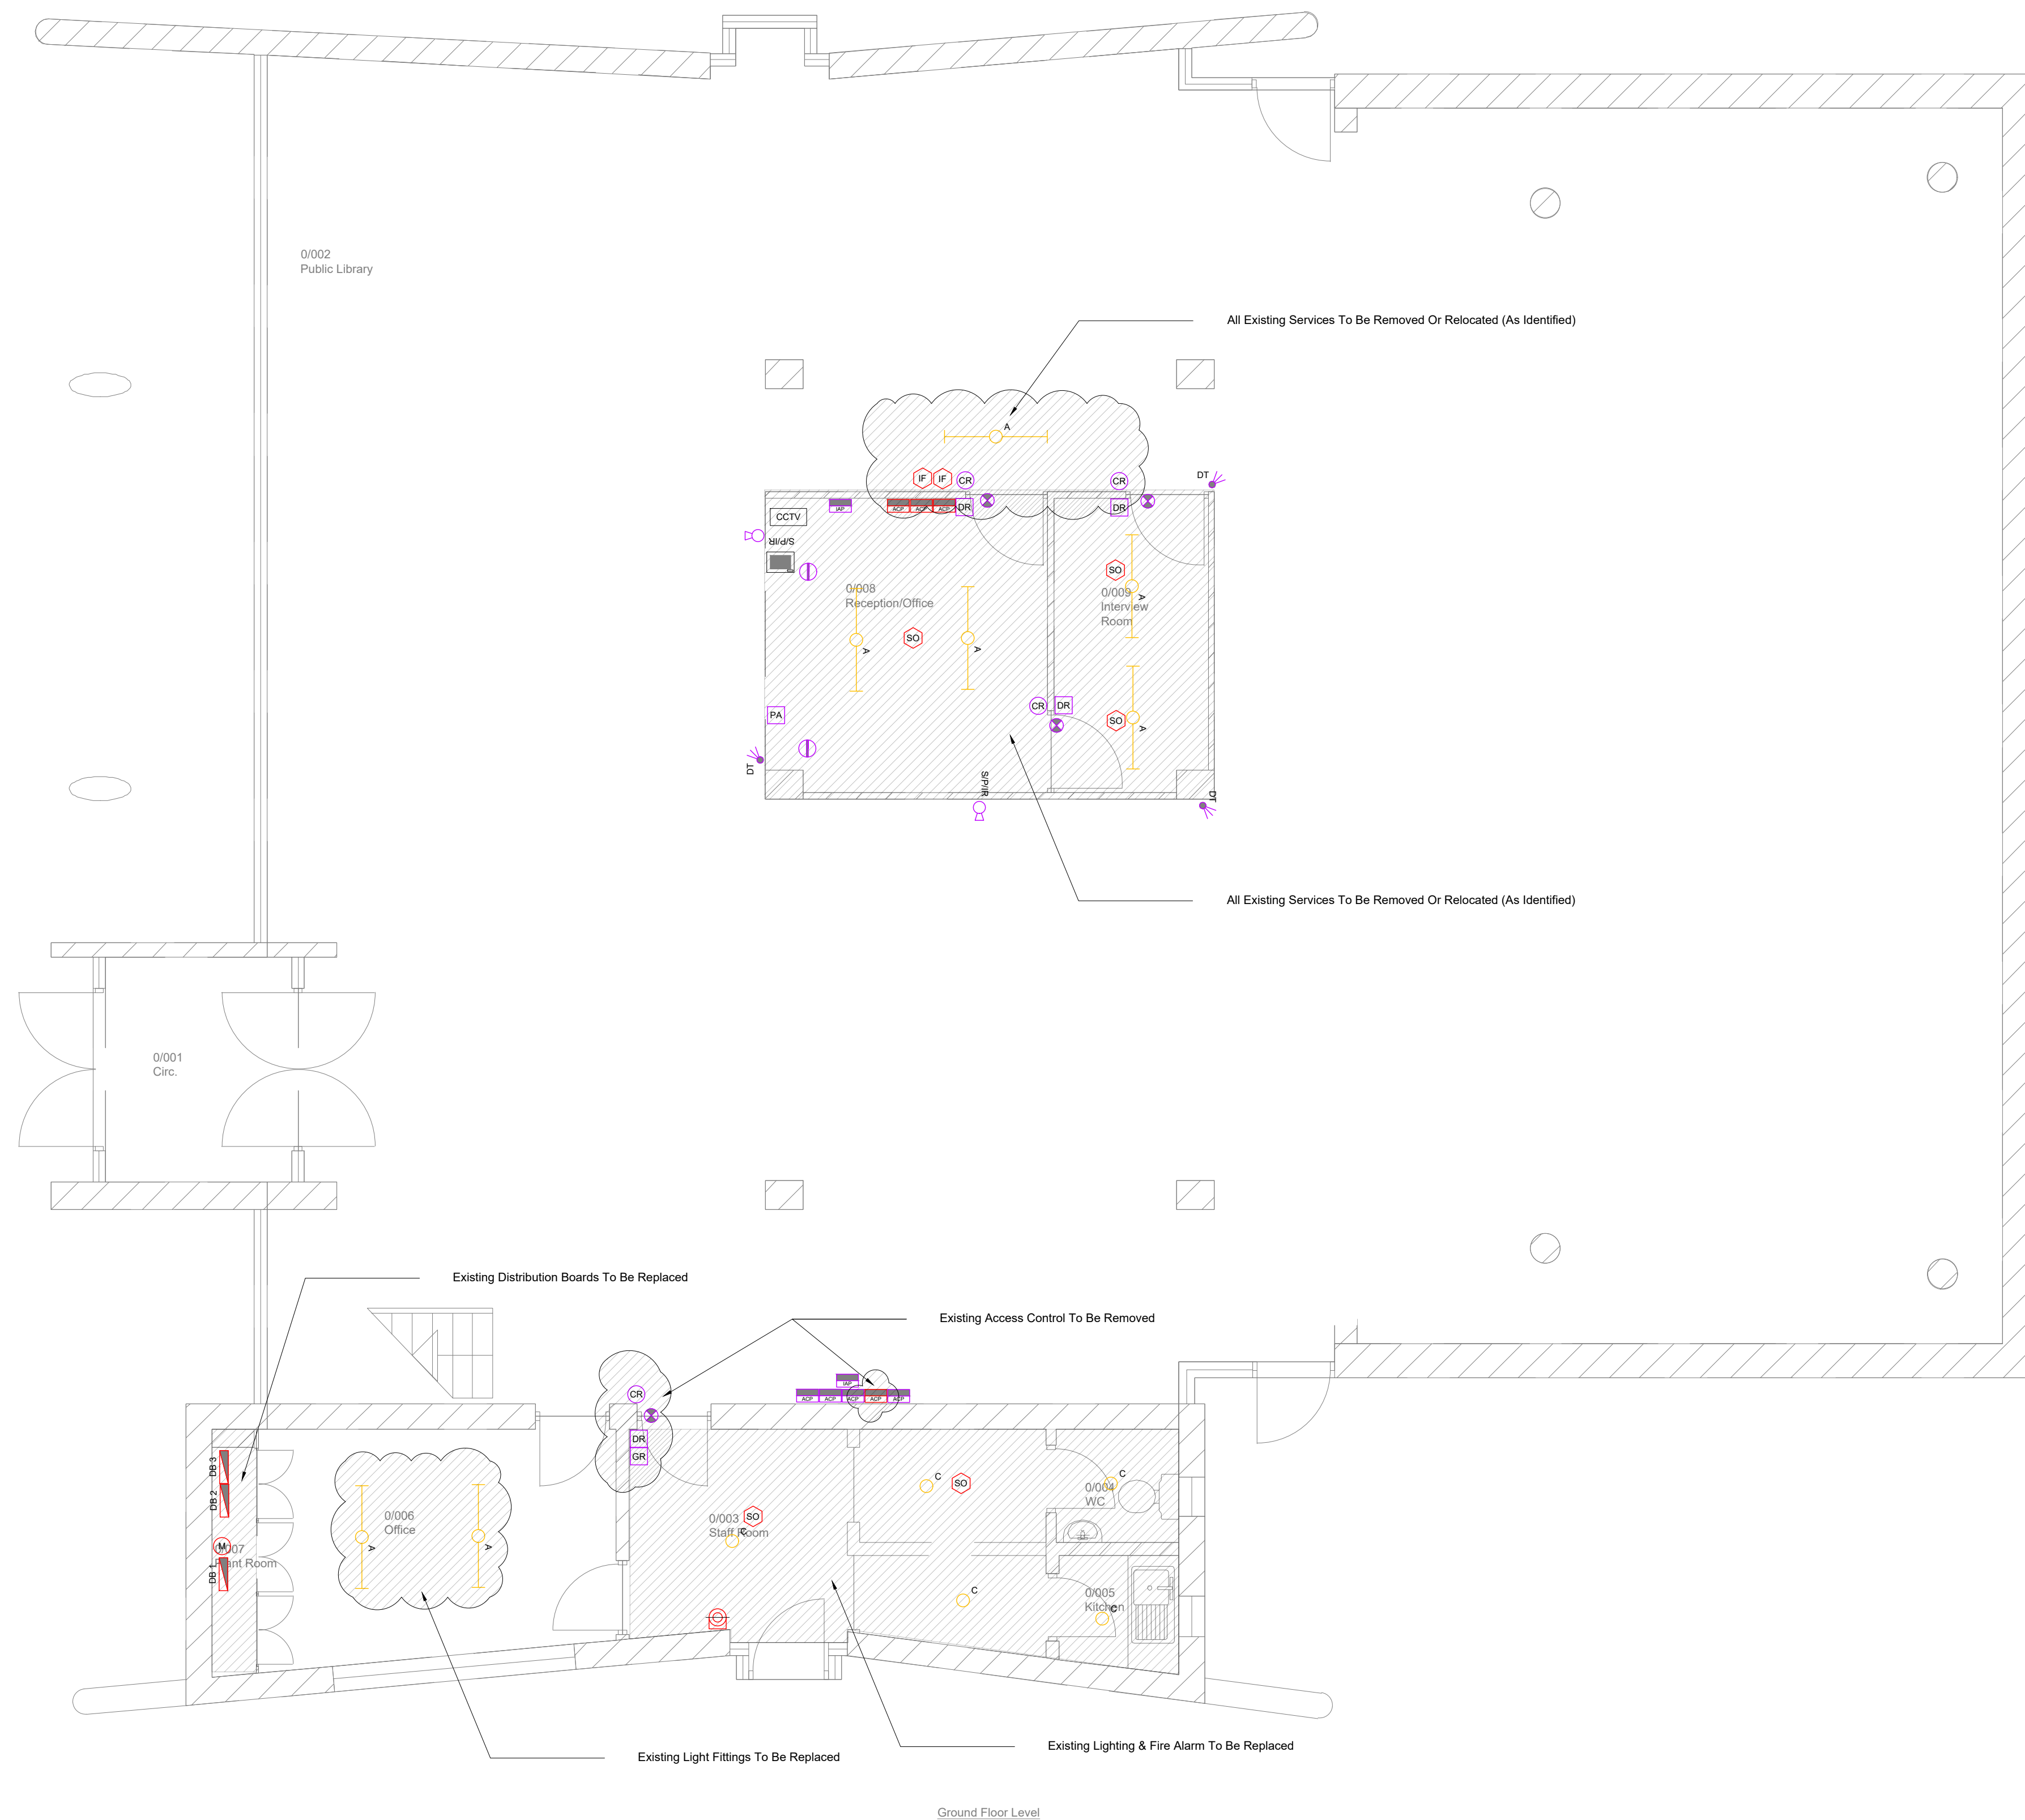 0/002
Public Library
All Existing Services To Be Removed Or Relocated (As Identified)
A
IF
IF
CR
CR
DT
IAP
ACP
ACP
ACP
DR
DR
CCTV
S/P/IR
SO
0/008
Reception/Office
0/009
Interview
Room
A
SO
A
A
CR
DR
PA
SO
A
DT
S/P/IR
DT
All Existing Services To Be Removed Or Relocated (As Identified)
0/001
Circ.
Existing Distribution Boards To Be Replaced
Existing Access Control To Be Removed
IAP
CR
ACP
ACP
ACP
ACP
ACP
DR
GR
DB 3
DB 2
C
SO
C
0/004
WC
0/006
Office
SO
0/003
Staff Room
C
M
0/007
Plant Room
A
A
DB 1
C
0/005
Kitchen
C
Existing Lighting & Fire Alarm To Be Replaced
Existing Light Fittings To Be Replaced
Ground Floor Level